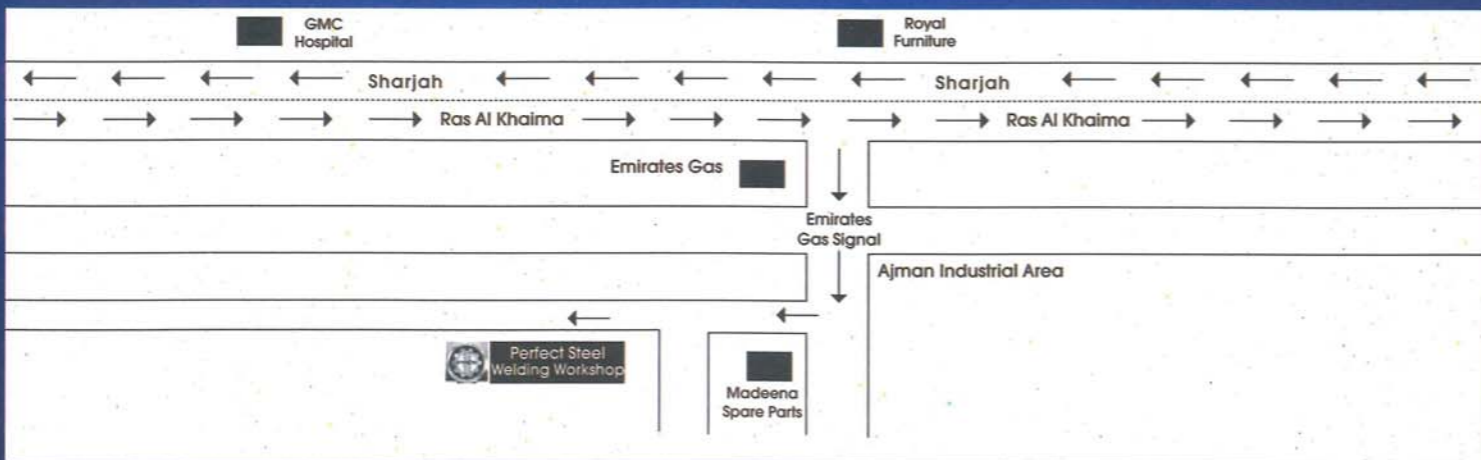 GMC
Hospital
Royal
Furniture
Sharjah
Sharjah
Ras Al Khaima
Ras Al Khaima
Emirates Gas
Emirates
Gas Signal
Ajman Industrial Area
Perfect Steel
Welding Workshop
Madeena
Spare Parts